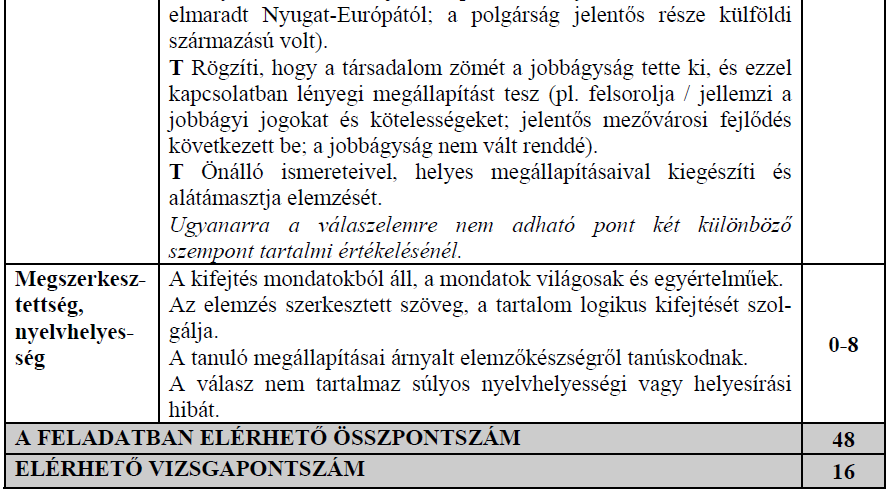 elmaradt Nyugat-Európától; a polgárság jelentős része külföldi
származású volt).
T Rögzíti, hogy a társadalom zömét a jobbágyság tette ki, és ezzel
kapcsolatban lényegi megállapítást tesz (pl. felsorolja / jellemzi a
jobbágyi jogokat és kötelességeket; jelentős mezővárosi fejlődés
következett be; a jobbágyság nem vált renddé).
T Önálló ismereteivel, helyes megállapításaival kiegészíti és
alátámasztja elemzését.
Ugyanarra a válaszelemre nem adható pont két különböző
szempont tartalmi értékelésénél.
Megszerkesz-
tettség,
nyelvhelyes-
ség
A kifejtés mondatokból áll, a mondatok világosak és egyértelműek.
Az elemzés szerkesztett szöveg, a tartalom logikus kifejtését szol-
gálja.
A tanuló megállapításai árnyalt elemzőkészségről tanúskodnak.
A válasz nem tartalmaz súlyos nyelvhelyességi vagy helyesírási
hibát.
0-8
A FELADATBAN ELÉRHETŐ ÖSSZPONTSZÁM 48
ELÉRHETŐ VIZSGAPONTSZÁM 16